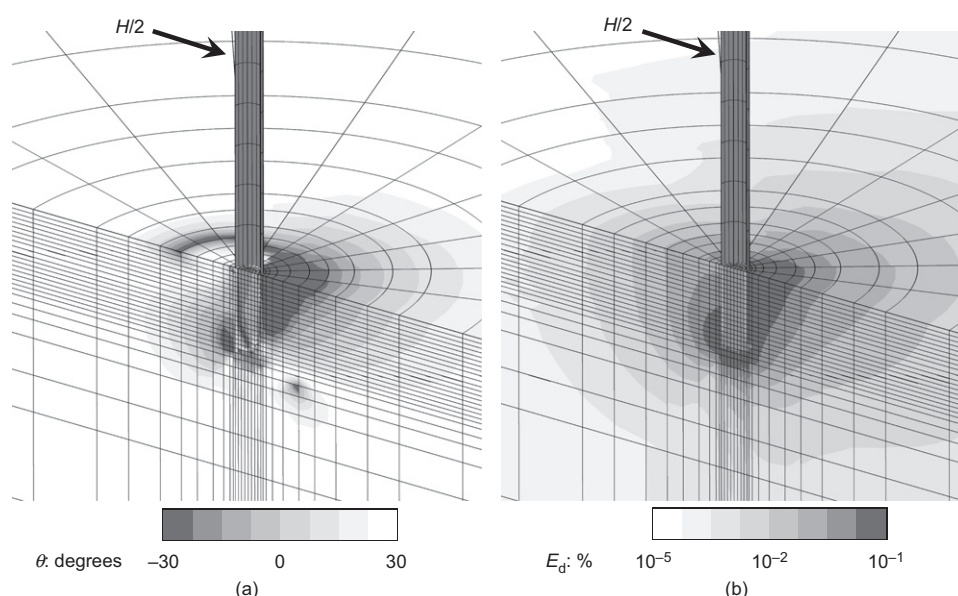 H/2
H/2
θ: degrees –30 0 30
E_d: % 10⁻⁵ 10⁻² 10⁻¹
(a)
(b)